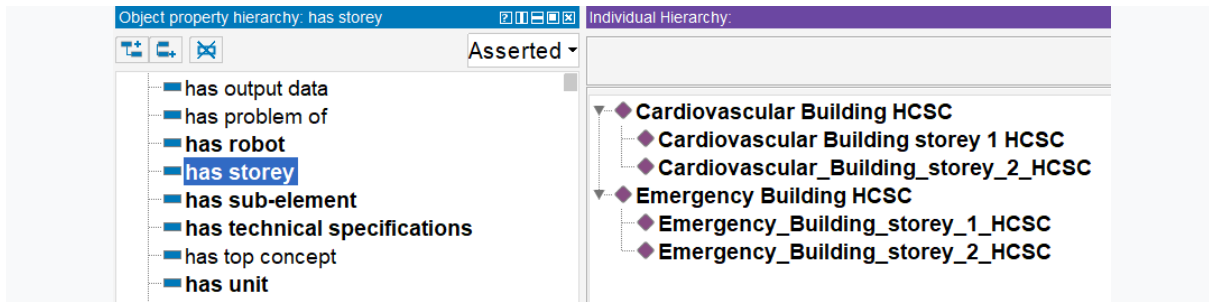 Object property hierarchy: has storey
Asserted
has output data
has problem of
has robot
has storey
has sub-element
has technical specifications
has top concept
has unit
Individual Hierarchy:
Cardiovascular Building HCSC
Cardiovascular Building storey 1 HCSC
Cardiovascular_Building_storey_2_HCSC
Emergency Building HCSC
Emergency_Building_storey_1_HCSC
Emergency_Building_storey_2_HCSC